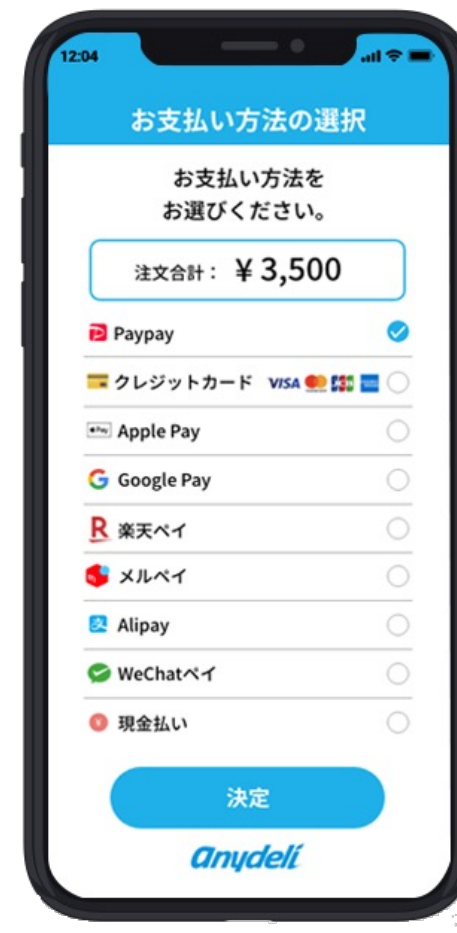 12:04
お支払い方法の選択
お支払い方法を
お選びください。
注文合計： ¥3,500
Paypay
クレジットカード VISA JCB
Apple Pay
Google Pay
R 楽天ペイ
メルペイ
支 Alipay
WeChatペイ
¥ 現金払い
決定
anydeli